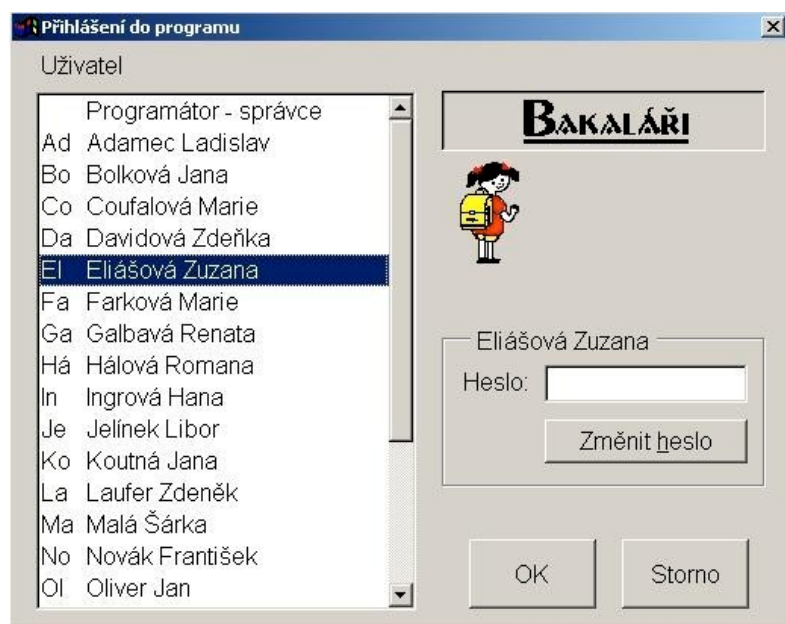 Přihlášení do programu
Uživatel
Programátor - správce
Ad Adamec Ladislav
Bo Bolková Jana
Co Coufalová Marie
Da Davidová Zdeňka
El Eliášová Zuzana
Fa Farková Marie
Ga Galbavá Renata
Há Hálová Romana
In Ingrová Hana
Je Jelínek Libor
Ko Koutná Jana
La Laufer Zdeněk
Ma Malá Šárka
No Novák František
Ol Oliver Jan
BAKALÁŘI
Eliášová Zuzana
Heslo:
Změnit heslo
OK
Storno